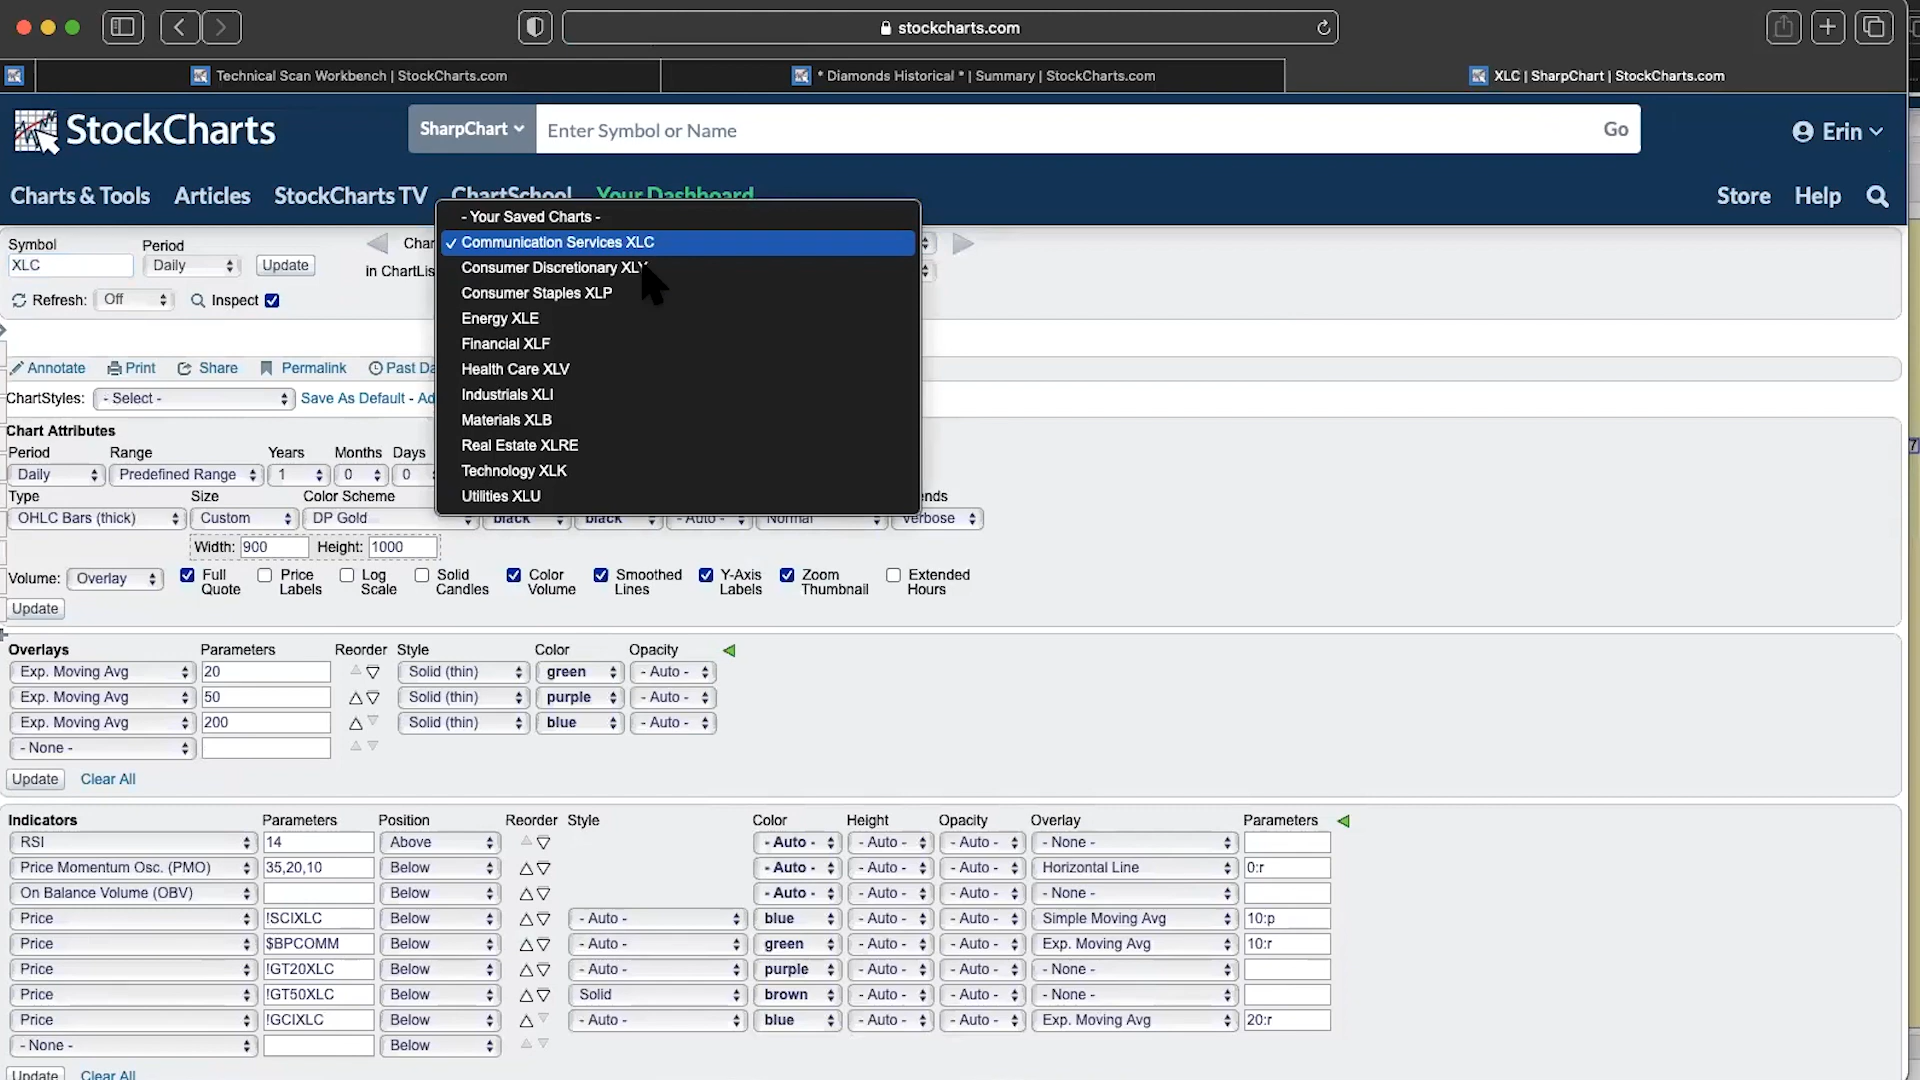 stockcharts.com
Technical Scan Workbench | StockCharts.com
* Diamonds Historical * | Summary | StockCharts.com
XLC | SharpChart | StockCharts.com
StockCharts
SharpChart
Enter Symbol or Name
Go
Erin
Charts & Tools Articles StockCharts TV ChartSchool Your Dashboard
Store Help
Symbol Period
XLC Daily Update
Refresh: Off Inspect
- Your Saved Charts -
✓ Communication Services XLC
Consumer Discretionary XLY
Consumer Staples XLP
Energy XLE
Financial XLF
Health Care XLV
Industrials XLI
Materials XLB
Real Estate XLRE
Technology XLK
Utilities XLU
Annotate Print Share Permalink Past Da
ChartStyles: - Select - Save As Default - Ad
Chart Attributes
Period Range Years Months Days
Daily Predefined Range 1 0 0
Type Size Color Scheme
OHLC Bars (thick) Custom DP Gold black black - Auto - Normal Verbose
Width: 900 Height: 1000
Volume: Overlay Full Quote Price Labels Log Scale Solid Candles Color Volume Smoothed Lines Y-Axis Labels Zoom Thumbnail Extended Hours
Update
Overlays Parameters Reorder Style Color Opacity
Exp. Moving Avg 20 Solid (thin) green - Auto -
Exp. Moving Avg 50 Solid (thin) purple - Auto -
Exp. Moving Avg 200 Solid (thin) blue - Auto -
- None -
Update Clear All
Indicators Parameters Position Reorder Style Color Height Opacity Overlay Parameters
RSI 14 Above - Auto - - Auto - - Auto - - None -
Price Momentum Osc. (PMO) 35,20,10 Below - Auto - - Auto - - Auto - Horizontal Line 0:r
On Balance Volume (OBV) Below - Auto - - Auto - - Auto - - None -
Price !SCIXLC Below - Auto - blue - Auto - - Auto - Simple Moving Avg 10:p
Price $BPCOMM Below - Auto - green - Auto - - Auto - Exp. Moving Avg 10:r
Price !GT20XLC Below - Auto - purple - Auto - - Auto - - None -
Price !GT50XLC Below Solid brown - Auto - - Auto - - None -
Price !GCIXLC Below - Auto - blue - Auto - - Auto - Exp. Moving Avg 20:r
- None - Below
Update Clear All